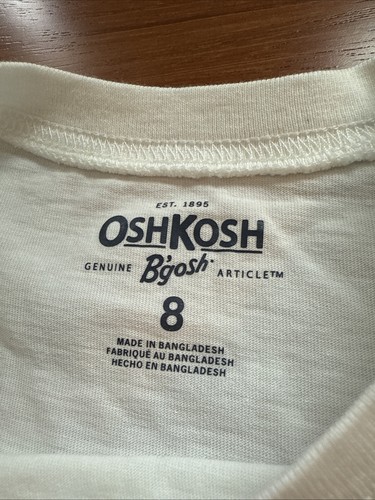 EST. 1895
OSHKOSH
GENUINE B'gosh ARTICLE™
8
MADE IN BANGLADESH
FABRIQUÉ AU BANGLADESH
HECHO EN BANGLADESH